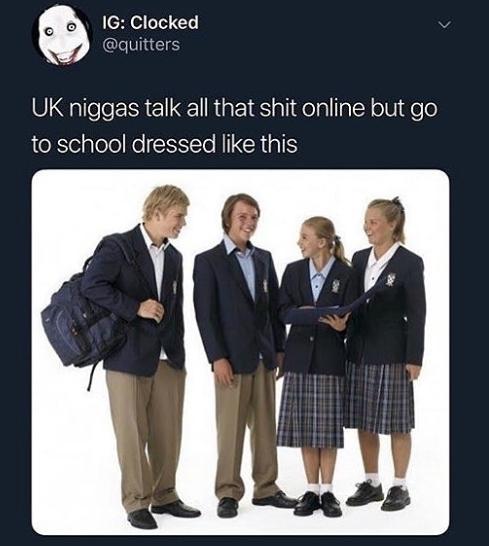 IG: Clocked
@quitters
UK niggas talk all that shit online but go
to school dressed like this